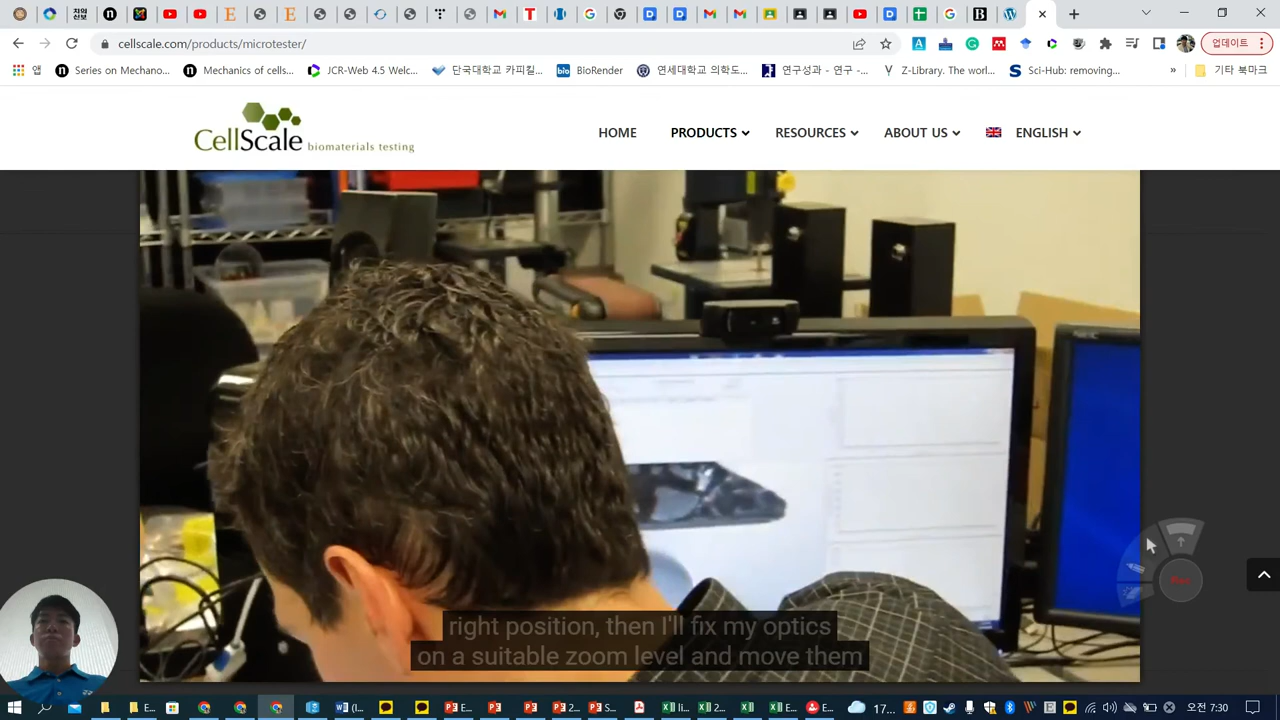 cellscale.com/products/microtester/
업데이트
앱
Series on Mechano...
Mechanics of cells...
JCR-Web 4.5 Welc...
단국대학교 카피킬...
BioRender
연세대학교 의학도...
연구성과 - 연구 -...
Z-Library. The worl...
Sci-Hub: removing...
»
기타 북마크
CellScale biomaterials testing
HOME
PRODUCTS
RESOURCES
ABOUT US
ENGLISH
Rec
right position, then I'll fix my optics
on a suitable zoom level and move them
17...
오전 7:30